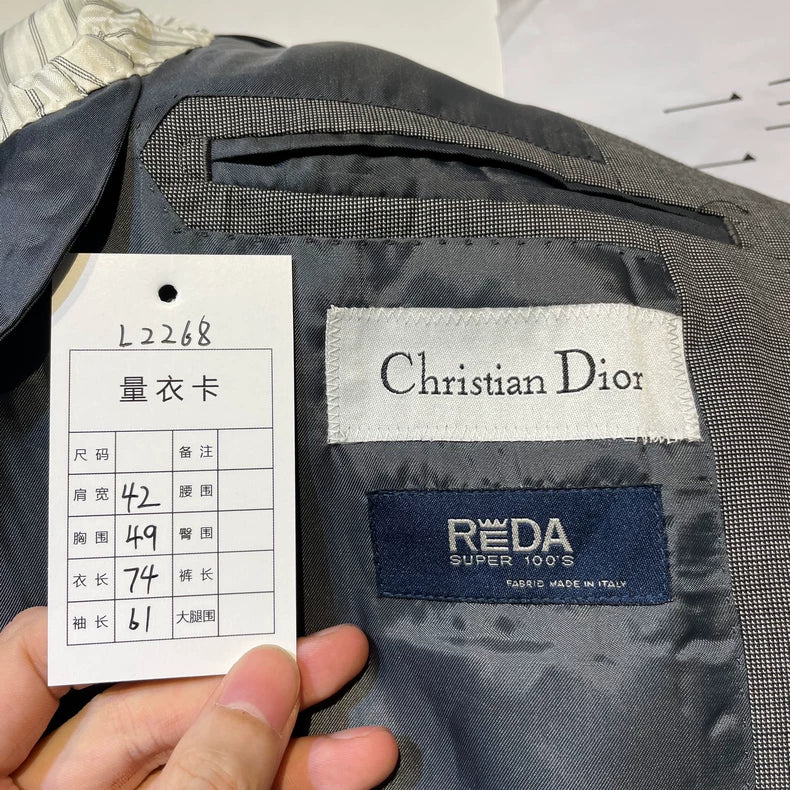 L2268
量衣卡
尺码 备注
肩宽 42 腰围
胸围 49 臀围
衣长 74 裤长
袖长 61 大腿围
Christian Dior
REDA
SUPER 100'S
FABRIC MADE IN ITALY